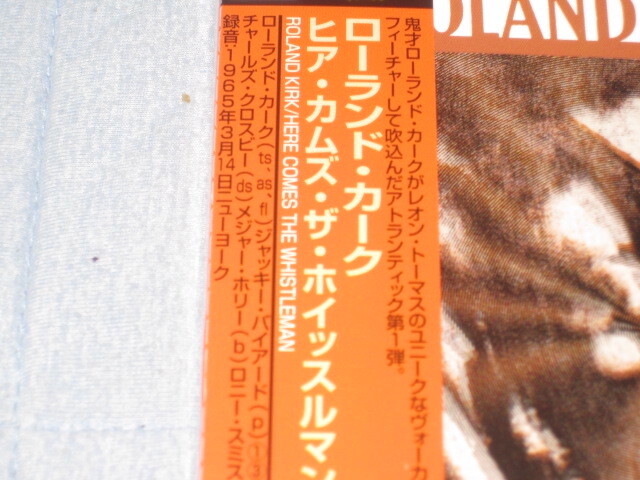 OLAND
鬼才ローランド・カークがレオン・トーマスのユニークなヴォーカ
フィーチャーして吹込んだアトランティック第1弾。
ローランド・カーク
ヒア・カムズ・ザ・ホイッスルマン
ROLAND KIRK/HERE COMES THE WHISTLEMAN
ローランド・カーク(ts、as、fl)ジャッキー・バイアード(p)①③
チャールズ・クロスビー(ds)メジャー・ホリー(b)ロニー・スミス
録音:1965年3月14日ニューヨーク